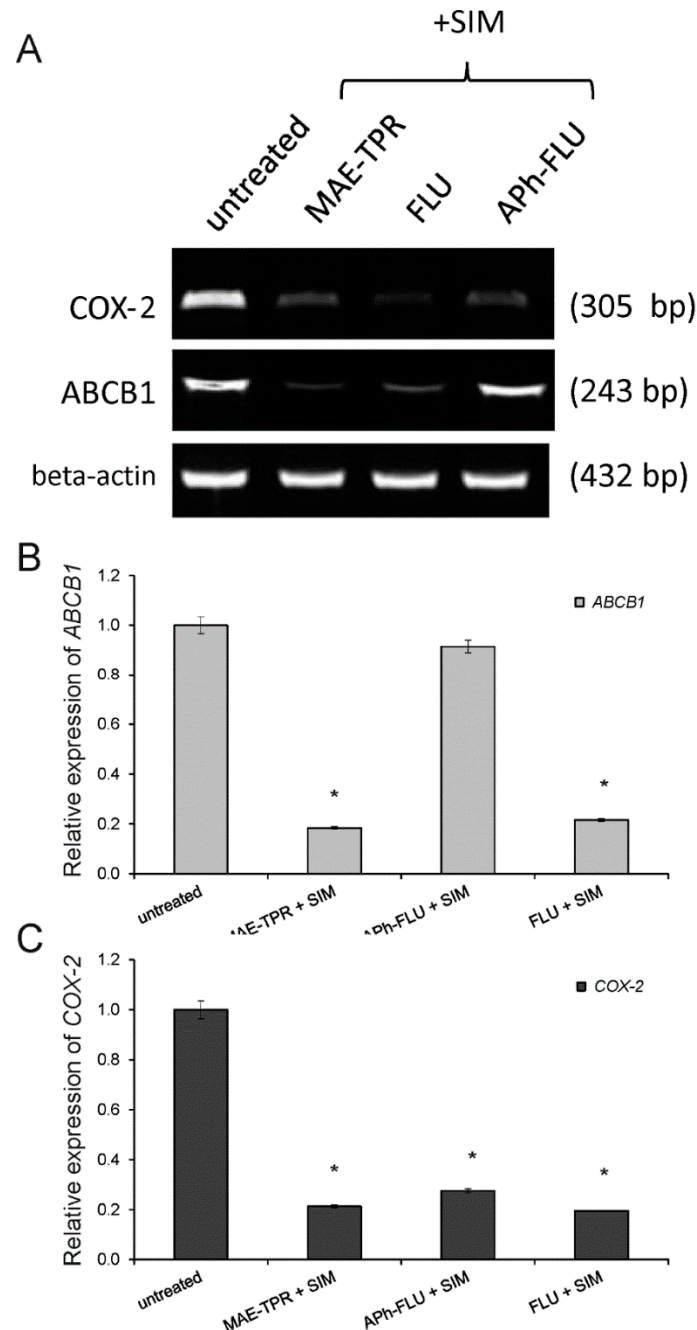 A
+SIM
untreated MAE-TPR FLU APh-FLU
COX-2 (305 bp)
ABCB1 (243 bp)
beta-actin (432 bp)
B
Relative expression of ABCB1
1.2
1.0
0.8
0.6
0.4
0.2
0.0
ABCB1
*
*
untreated
+ SIM
+ SIM
FLU + SIM
C
Relative expression of COX-2
1.2
1.0
0.8
0.6
0.4
0.2
0.0
COX-2
*
*
*
untreated
MAE-TPR + SIM
APh-FLU + SIM
FLU + SIM